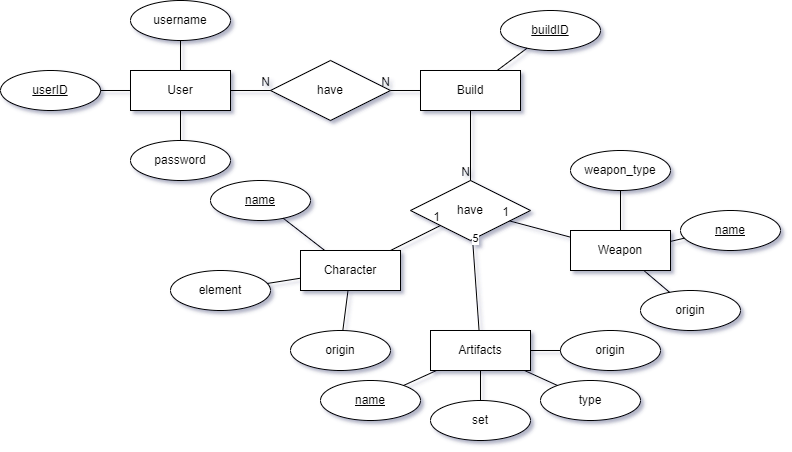 username
buildID
userID
User
N
have
N
Build
password
N
weapon_type
name
1
have
1
name
5
Weapon
Character
element
origin
origin
Artifacts
origin
name
set
type